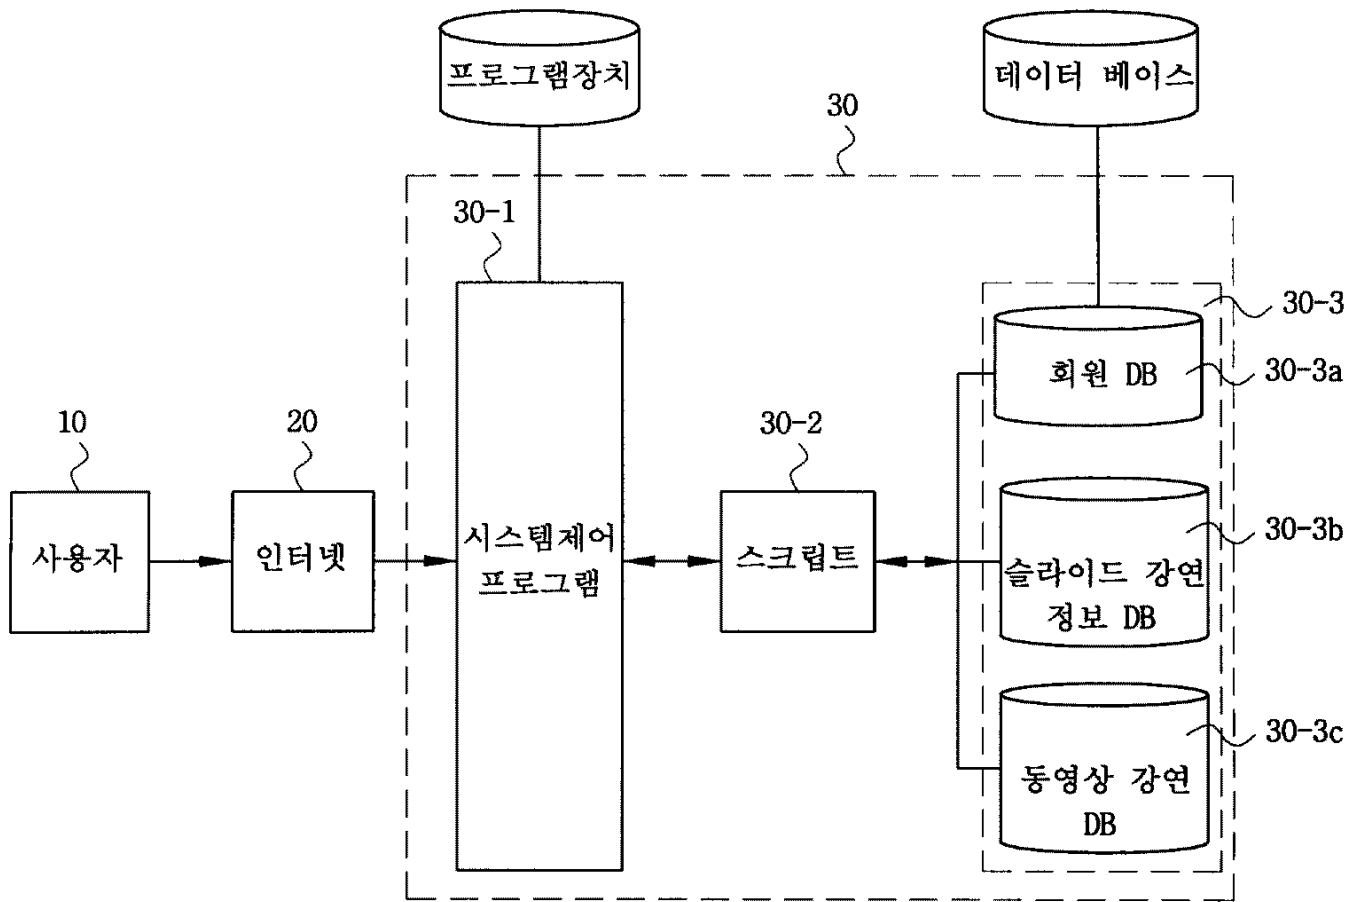 프로그램장치
데이터 베이스
30
30-1
30-3
회원 DB
30-3a
10
20
30-2
사용자
인터넷
시스템제어
프로그램
스크립트
30-3b
슬라이드 강연
정보 DB
30-3c
동영상 강연
DB